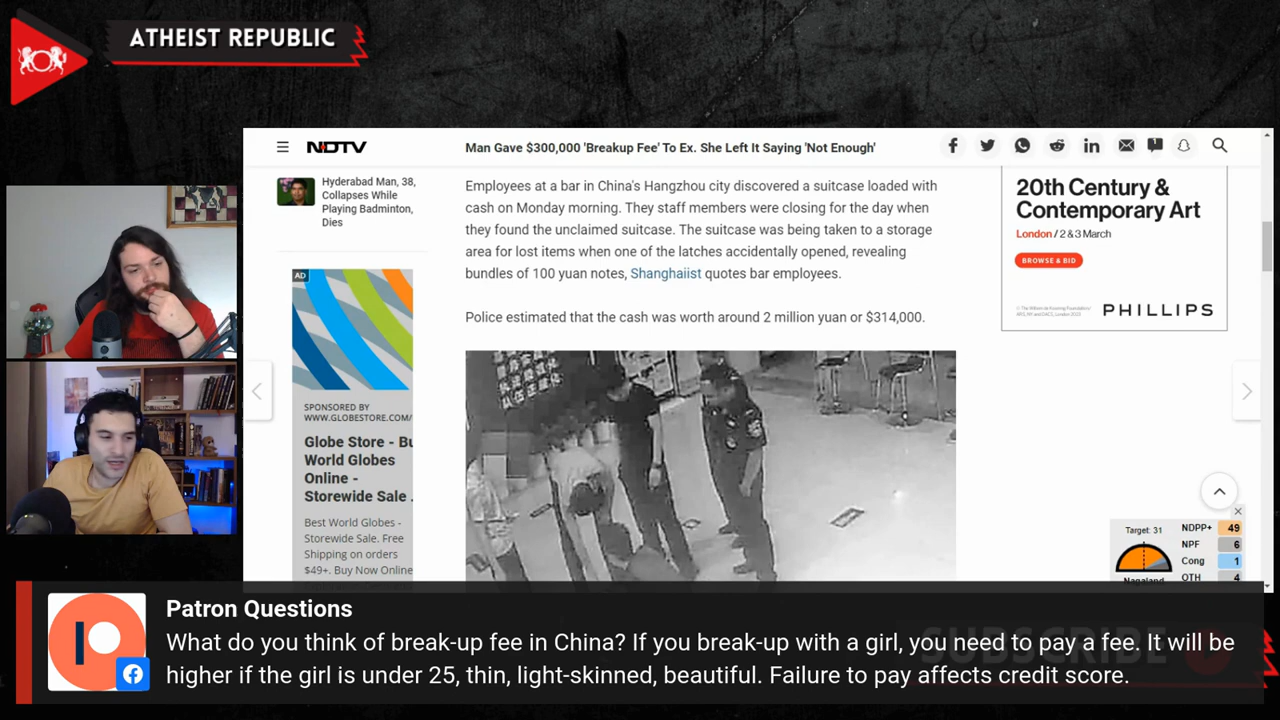 ATHEIST REPUBLIC
NDTV
Man Gave $300,000 'Breakup Fee' To Ex. She Left It Saying 'Not Enough'
Hyderabad Man, 38,
Collapses While
Playing Badminton,
Dies
AD
SPONSORED BY
WWW.GLOBESTORE.COM/
Globe Store - Bu
World Globes
Online -
Storewide Sale .
Best World Globes -
Storewide Sale. Free
Shipping on orders
$49+. Buy Now Online
Employees at a bar in China's Hangzhou city discovered a suitcase loaded with
cash on Monday morning. They staff members were closing for the day when
they found the unclaimed suitcase. The suitcase was being taken to a storage
area for lost items when one of the latches accidentally opened, revealing
bundles of 100 yuan notes, Shanghaiist quotes bar employees.
Police estimated that the cash was worth around 2 million yuan or $314,000.
20th Century &
Contemporary Art
London / 2 & 3 March
BROWSE & BID
PHILLIPS
Target: 31
Nagaland
NDPP+ 49
NPF 6
Cong 1
OTH 4
SUBSCRIBE
Patron Questions
What do you think of break-up fee in China? If you break-up with a girl, you need to pay a fee. It will be
higher if the girl is under 25, thin, light-skinned, beautiful. Failure to pay affects credit score.